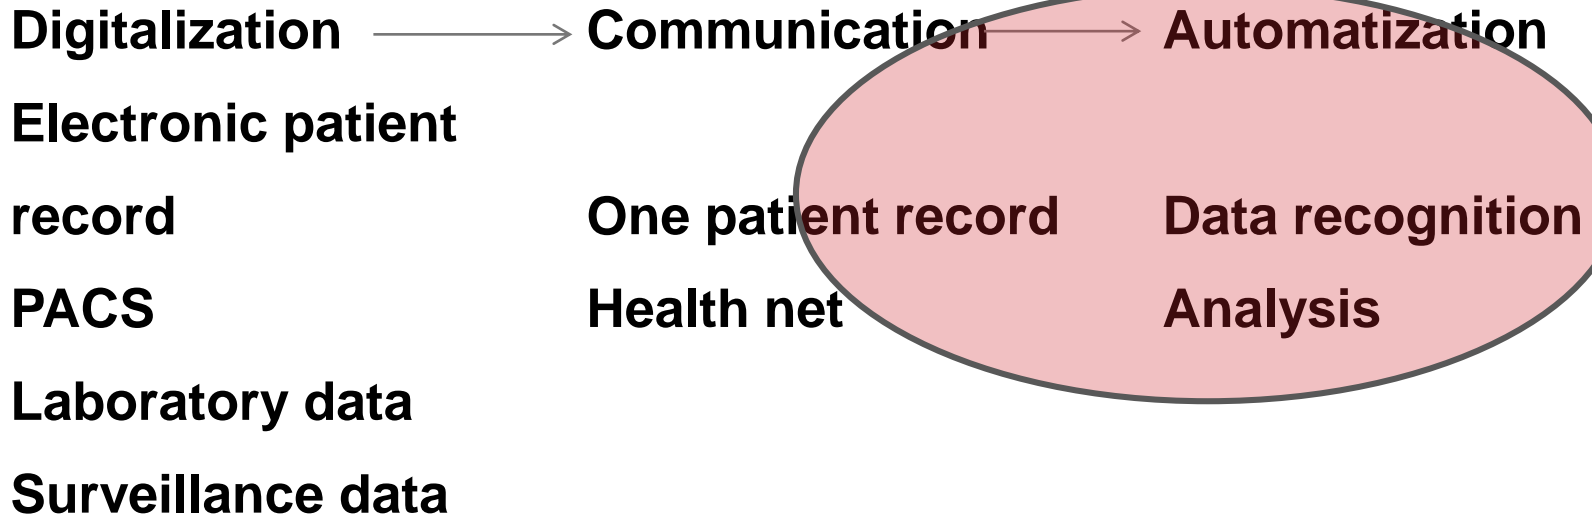 Digitalization Communication Automatization
Electronic patient
record One patient record Data recognition
PACS Health net Analysis
Laboratory data
Surveillance data